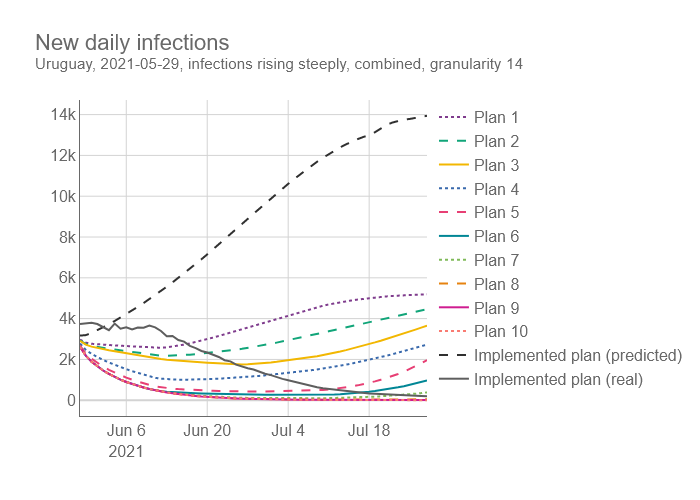 New daily infections
Uruguay, 2021-05-29, infections rising steeply, combined, granularity 14
14k
12k
10k
8k
6k
4k
2k
0
Jun 6
2021
Jun 20
Jul 4
Jul 18
Plan 1
Plan 2
Plan 3
Plan 4
Plan 5
Plan 6
Plan 7
Plan 8
Plan 9
Plan 10
Implemented plan (predicted)
Implemented plan (real)